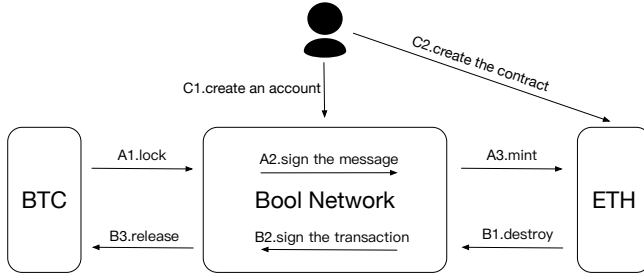 C2.create the contract
C1.create an account
A1.lock
A2.sign the message
A3.mint
BTC
Bool Network
ETH
B3.release
B2.sign the transaction
B1.destroy